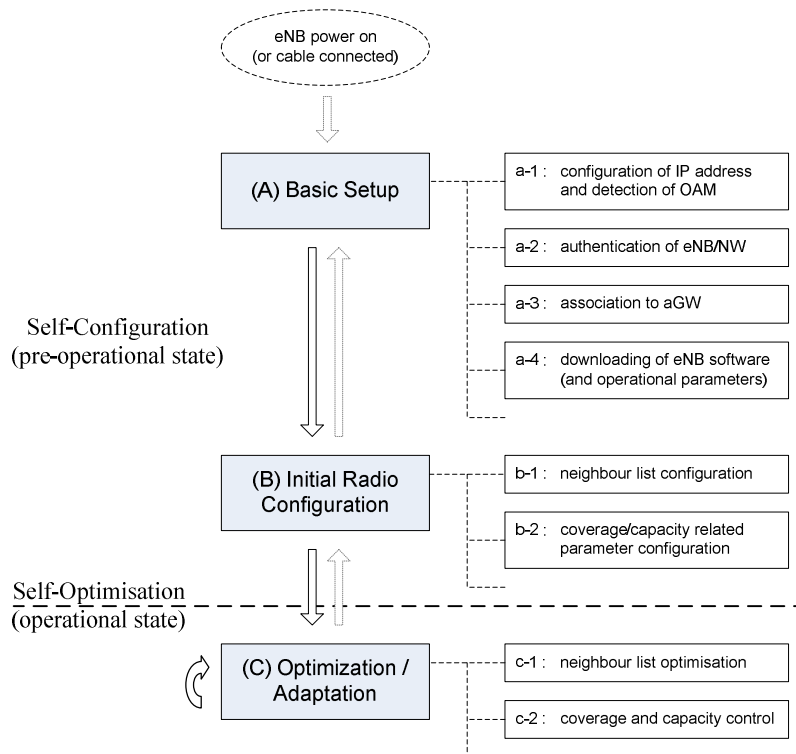 eNB power on
(or cable connected)
(A) Basic Setup
a-1 : configuration of IP address
and detection of OAM
a-2 : authentication of eNB/NW
a-3 : association to aGW
a-4 : downloading of eNB software
(and operational parameters)
Self-Configuration
(pre-operational state)
(B) Initial Radio
Configuration
b-1 : neighbour list configuration
b-2 : coverage/capacity related
parameter configuration
Self-Optimisation
(operational state)
(C) Optimization /
Adaptation
c-1 : neighbour list optimisation
c-2 : coverage and capacity control